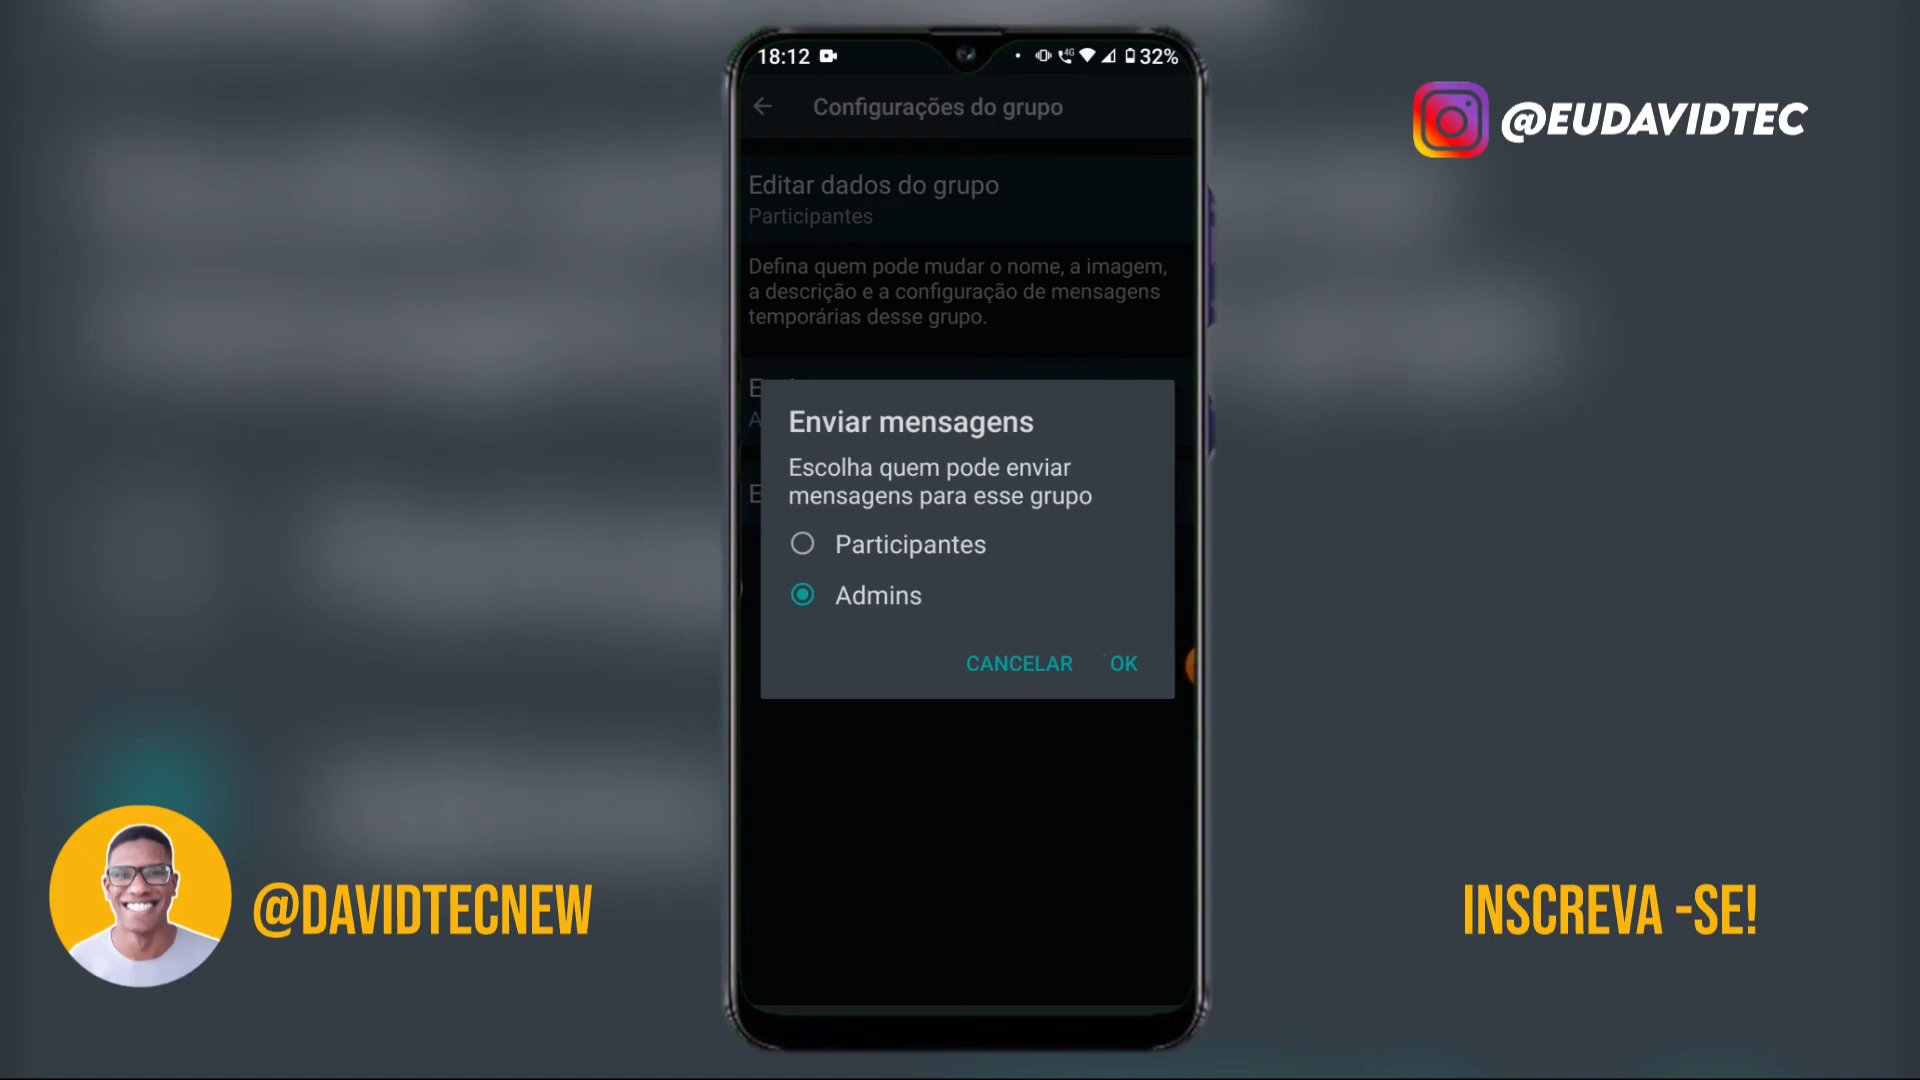 18:12
4G
32%
Configurações do grupo
@EUDAVIDTEC
Editar dados do grupo
Participantes
Defina quem pode mudar o nome, a imagem,
a descrição e a configuração de mensagens
temporárias desse grupo.
Enviar mensagens
Escolha quem pode enviar
mensagens para esse grupo
Participantes
Admins
CANCELAR
OK
@DAVIDTECNEW
INSCREVA -SE!